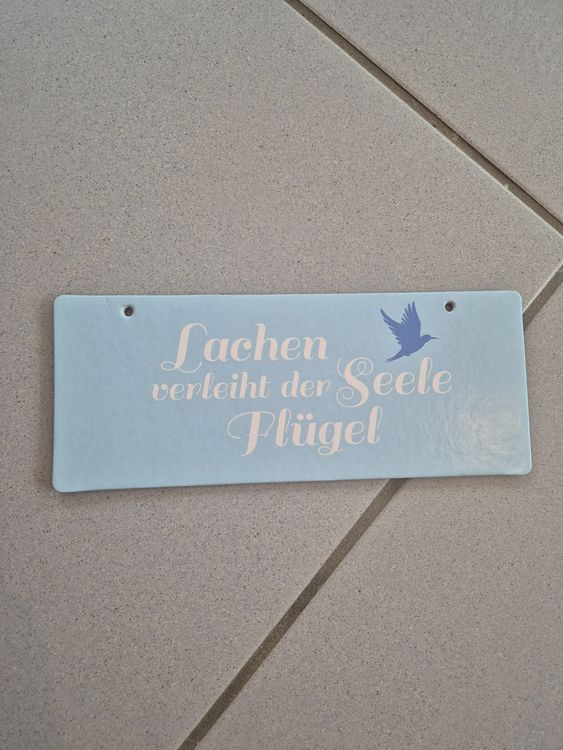 Lachen
verleiht der Seele
Flügel